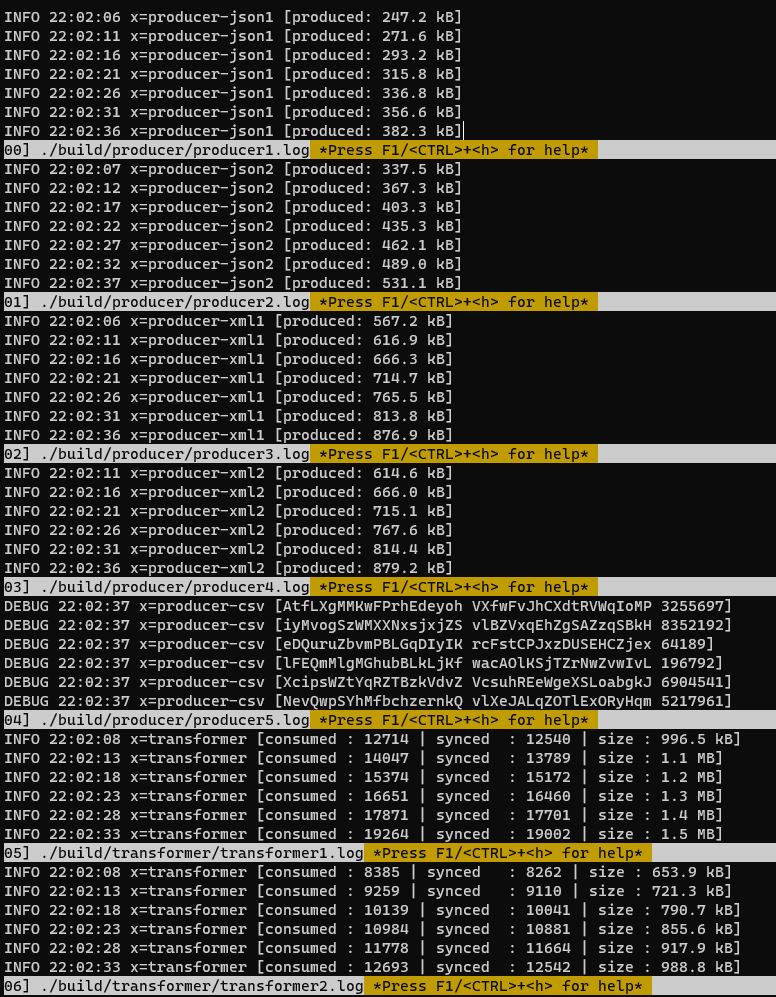 INFO 22:02:06 x=producer-json1 [produced: 247.2 kB]
INFO 22:02:11 x=producer-json1 [produced: 271.6 kB]
INFO 22:02:16 x=producer-json1 [produced: 293.2 kB]
INFO 22:02:21 x=producer-json1 [produced: 315.8 kB]
INFO 22:02:26 x=producer-json1 [produced: 336.8 kB]
INFO 22:02:31 x=producer-json1 [produced: 356.6 kB]
INFO 22:02:36 x=producer-json1 [produced: 382.3 kB]
00] ./build/producer/producer1.log *Press F1/<CTRL>+<h> for help*
INFO 22:02:07 x=producer-json2 [produced: 337.5 kB]
INFO 22:02:12 x=producer-json2 [produced: 367.3 kB]
INFO 22:02:17 x=producer-json2 [produced: 403.3 kB]
INFO 22:02:22 x=producer-json2 [produced: 435.3 kB]
INFO 22:02:27 x=producer-json2 [produced: 462.1 kB]
INFO 22:02:32 x=producer-json2 [produced: 489.0 kB]
INFO 22:02:37 x=producer-json2 [produced: 531.1 kB]
01] ./build/producer/producer2.log *Press F1/<CTRL>+<h> for help*
INFO 22:02:06 x=producer-xml1 [produced: 567.2 kB]
INFO 22:02:11 x=producer-xml1 [produced: 616.9 kB]
INFO 22:02:16 x=producer-xml1 [produced: 666.3 kB]
INFO 22:02:21 x=producer-xml1 [produced: 714.7 kB]
INFO 22:02:26 x=producer-xml1 [produced: 765.5 kB]
INFO 22:02:31 x=producer-xml1 [produced: 813.8 kB]
INFO 22:02:36 x=producer-xml1 [produced: 876.9 kB]
02] ./build/producer/producer3.log *Press F1/<CTRL>+<h> for help*
INFO 22:02:11 x=producer-xml2 [produced: 614.6 kB]
INFO 22:02:16 x=producer-xml2 [produced: 666.0 kB]
INFO 22:02:21 x=producer-xml2 [produced: 715.1 kB]
INFO 22:02:26 x=producer-xml2 [produced: 767.6 kB]
INFO 22:02:31 x=producer-xml2 [produced: 814.4 kB]
INFO 22:02:36 x=producer-xml2 [produced: 879.2 kB]
03] ./build/producer/producer4.log *Press F1/<CTRL>+<h> for help*
DEBUG 22:02:37 x=producer-csv [AtfLXgMMKwFPrhEdeyoh VXfwFvJhCXdtRVWqIoMP 3255697]
DEBUG 22:02:37 x=producer-csv [iyMvogSzWMXXNxsjxjZS vlBZVxqEhZgSAZzqSBkH 8352192]
DEBUG 22:02:37 x=producer-csv [eDQuruZbvmPBLGqDIyIK rcFstCPJxzDUSEHCZjex 64189]
DEBUG 22:02:37 x=producer-csv [lFEQmMlgMGhubBLkLjKf wacAOlKSjTZrNwZvwIvL 196792]
DEBUG 22:02:37 x=producer-csv [XcipsWZtYqRZTBzkVdvZ VcsuhREeWgeXSLoabgkJ 6904541]
DEBUG 22:02:37 x=producer-csv [NevQwpSYhMfbchzernkQ vlXeJALqZOTlExORyHqm 5217961]
04] ./build/producer/producer5.log *Press F1/<CTRL>+<h> for help*
INFO 22:02:08 x=transformer [consumed : 12714 | synced  : 12540 | size : 996.5 kB]
INFO 22:02:13 x=transformer [consumed : 14047 | synced  : 13789 | size : 1.1 MB]
INFO 22:02:18 x=transformer [consumed : 15374 | synced  : 15172 | size : 1.2 MB]
INFO 22:02:23 x=transformer [consumed : 16651 | synced  : 16460 | size : 1.3 MB]
INFO 22:02:28 x=transformer [consumed : 17871 | synced  : 17701 | size : 1.4 MB]
INFO 22:02:33 x=transformer [consumed : 19264 | synced  : 19002 | size : 1.5 MB]
05] ./build/transformer/transformer1.log *Press F1/<CTRL>+<h> for help*
INFO 22:02:08 x=transformer [consumed : 8385 | synced   : 8262 | size : 653.9 kB]
INFO 22:02:13 x=transformer [consumed : 9259 | synced   : 9110 | size : 721.3 kB]
INFO 22:02:18 x=transformer [consumed : 10139 | synced  : 10041 | size : 790.7 kB]
INFO 22:02:23 x=transformer [consumed : 10984 | synced  : 10881 | size : 855.6 kB]
INFO 22:02:28 x=transformer [consumed : 11778 | synced  : 11664 | size : 917.9 kB]
INFO 22:02:33 x=transformer [consumed : 12693 | synced  : 12542 | size : 988.8 kB]
06] ./build/transformer/transformer2.log *Press F1/<CTRL>+<h> for help*